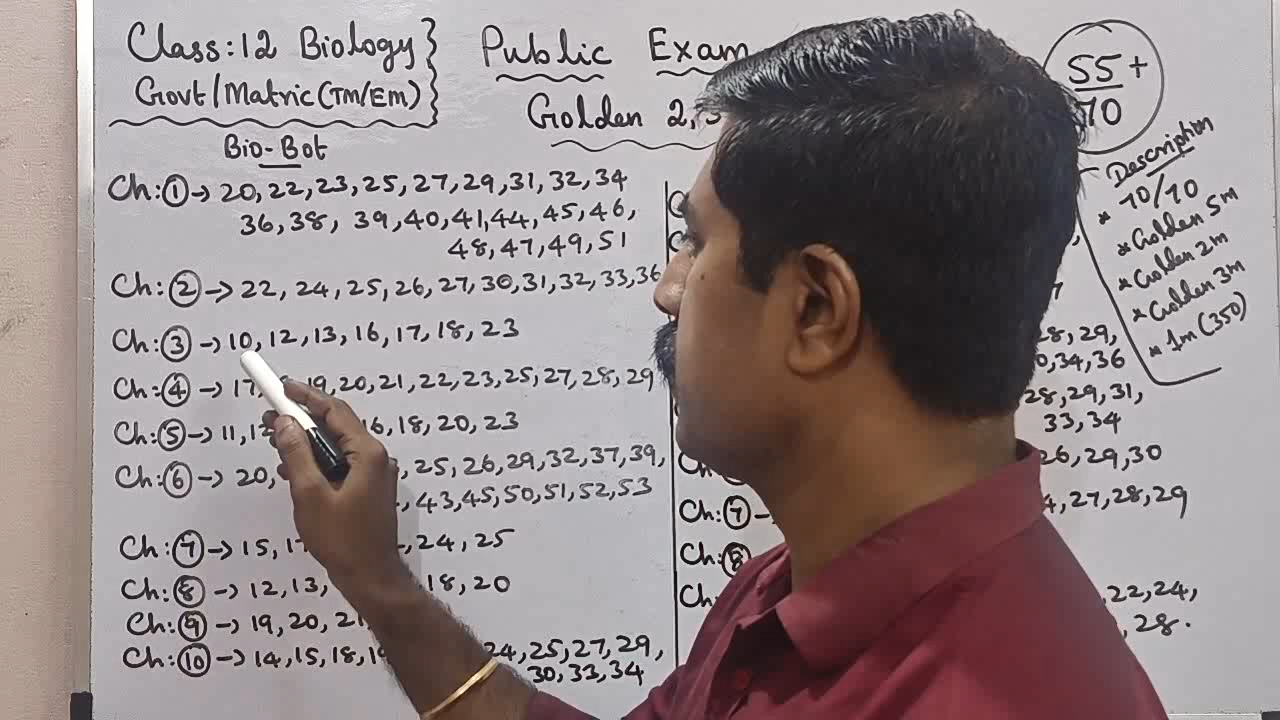 Class:12 Biology} Public Exam
Govt/Matric(TM/EM)} Golden 2,
55+
70
Bio-Bot
Ch:① → 20,22,23,25,27,29,31,32,34
36,38, 39,40,41,44,45,46,
48,47,49,51
Ch:② → 22,24,25,26,27,30,31,32,33,36
Ch:③ → 10,12,13,16,17,18,23
Ch:④ → 17, 19,20,21,22,23,25,27,28,29
Ch:⑤ → 11, 16,18,20,23
Ch:⑥ → 20, 25,26,29,32,37,39,
43,45,50,51,52,53
Ch:⑦ → 15, 24,25
Ch:⑧ → 12,13, 18,20
Ch:⑨ → 19,20,
Ch:⑩ → 14,15,18, 24,25,27,29,
30,33,34
28,29,
34,36
28,29,31,
33,34
26,29,30
Ch:⑦ 27,28,29
Ch:⑧
Ch: 22,24,
28.
Description
* 70/70
* Golden 5m
* Golden 2m
* Golden 3m
* 1m (350)